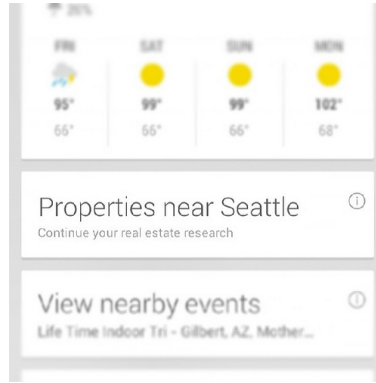 26%
FRI SAT SUN MON
95° 99° 99° 102°
66° 66° 66° 68°
Properties near Seattle
Continue your real estate research
View nearby events
Life Time Indoor Tri - Gilbert, AZ, Mother...